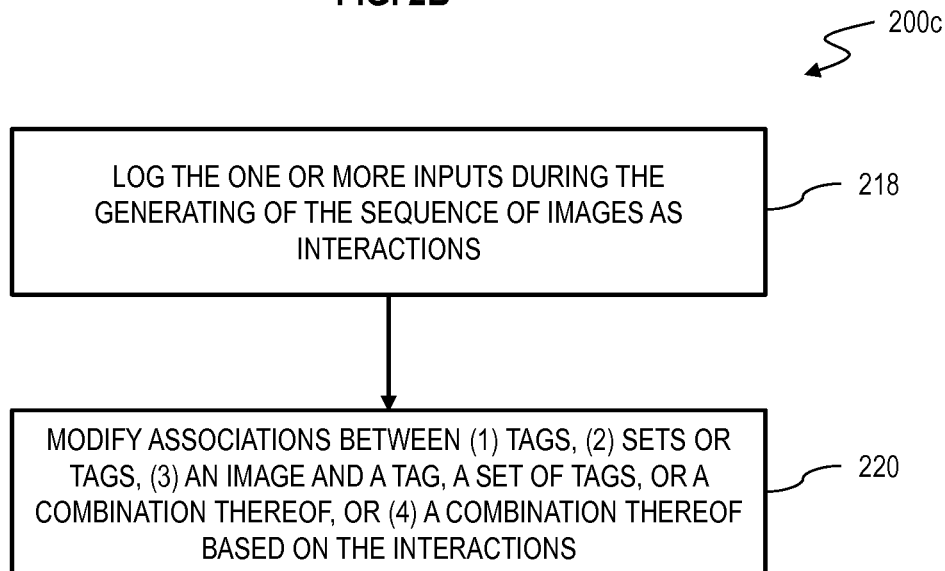 FIG. 2B
200c
LOG THE ONE OR MORE INPUTS DURING THE
GENERATING OF THE SEQUENCE OF IMAGES AS
INTERACTIONS
218
MODIFY ASSOCIATIONS BETWEEN (1) TAGS, (2) SETS OR
TAGS, (3) AN IMAGE AND A TAG, A SET OF TAGS, OR A
COMBINATION THEREOF, OR (4) A COMBINATION THEREOF
BASED ON THE INTERACTIONS
220